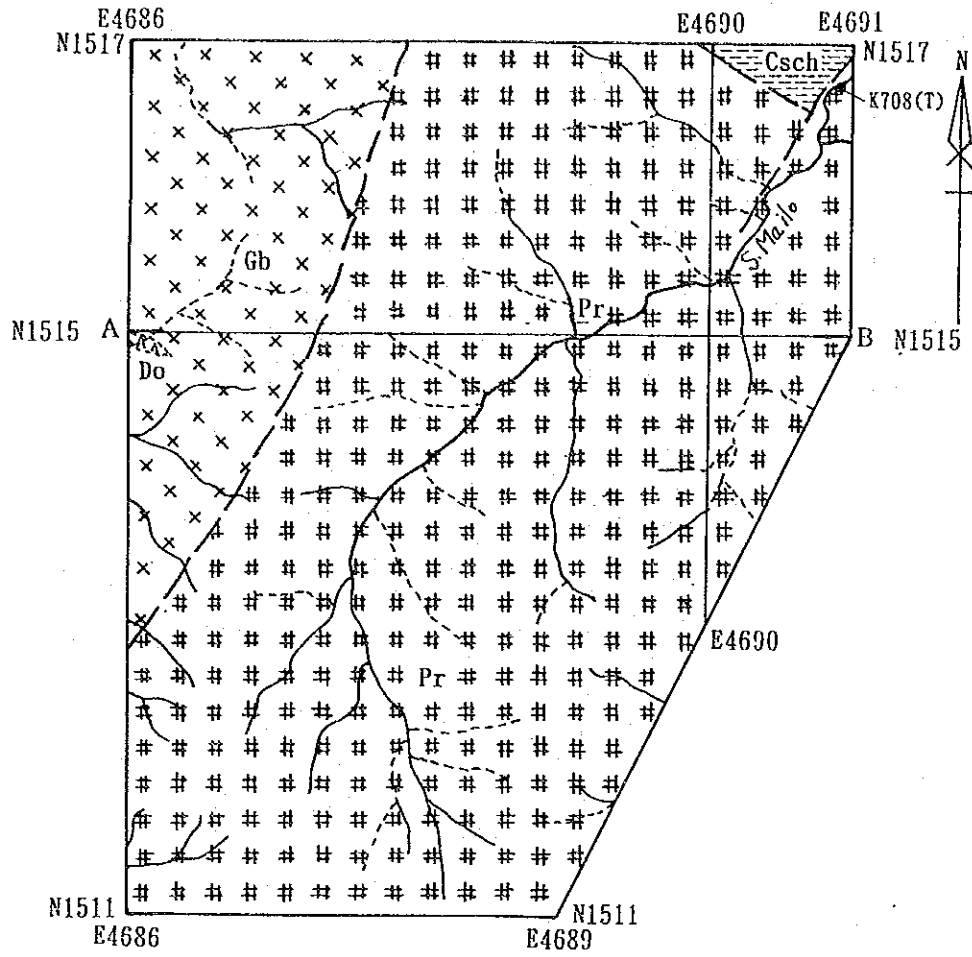 E4686 E4690 E4691
N1517 Csch N1517
N
K708(T)
S. Mailo
Gb
Pr
N1515 A B N1515
Do
E4690
Pr
N1511 N1511
E4686 E4689